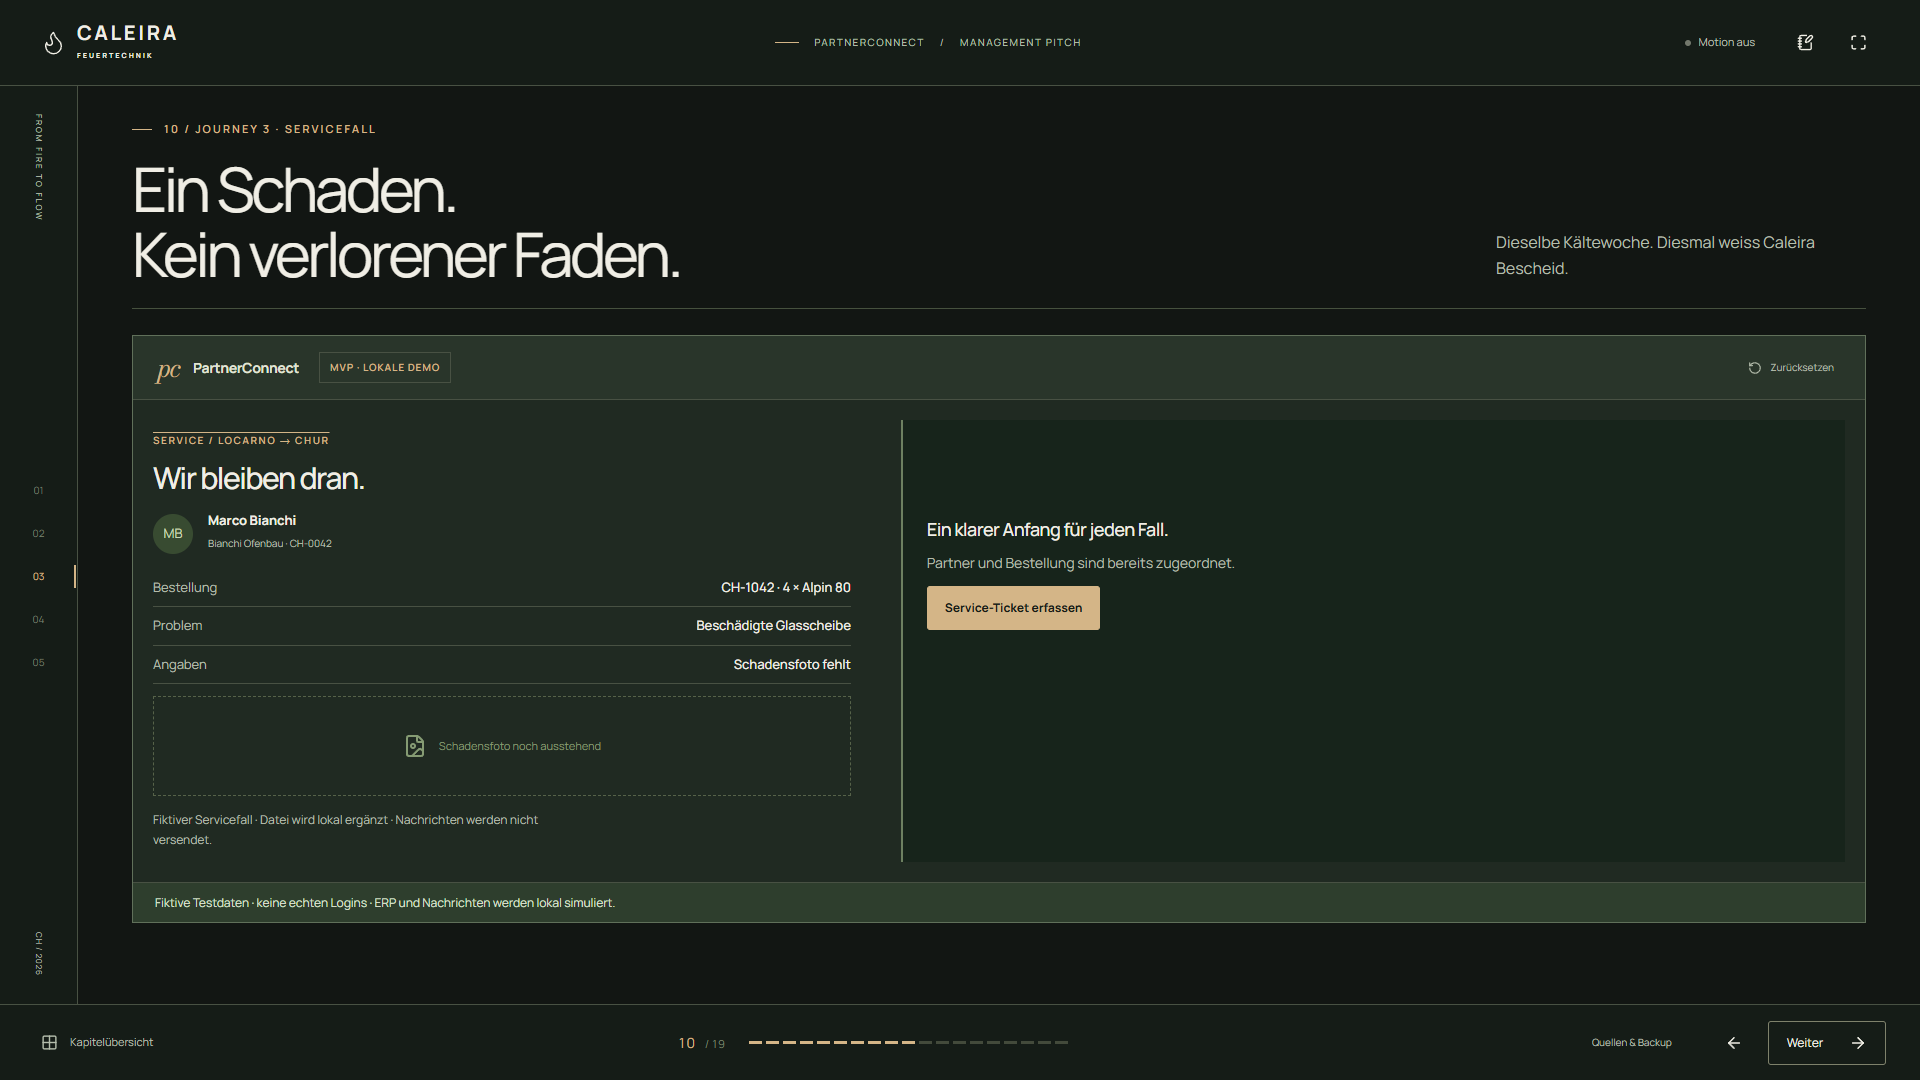 CALEIRA
FEUERTECHNIK
PARTNERCONNECT / MANAGEMENT PITCH
Motion aus
FROM FIRE TO FLOW
10 / JOURNEY 3 · SERVICEFALL
Ein Schaden.
Kein verlorener Faden.
Dieselbe Kältewoche. Diesmal weiss Caleira
Bescheid.
pc PartnerConnect
MVP · LOKALE DEMO
Zurücksetzen
SERVICE / LOCARNO → CHUR
Wir bleiben dran.
MB
Marco Bianchi
Bianchi Ofenbau · CH-0042
Bestellung CH-1042 · 4 × Alpin 80
Problem Beschädigte Glasscheibe
Angaben Schadensfoto fehlt
Schadensfoto noch ausstehend
Fiktiver Servicefall · Datei wird lokal ergänzt · Nachrichten werden nicht
versendet.
Ein klarer Anfang für jeden Fall.
Partner und Bestellung sind bereits zugeordnet.
Service-Ticket erfassen
Fiktive Testdaten · keine echten Logins · ERP und Nachrichten werden lokal simuliert.
01
02
03
04
05
CH / 2026
Kapitelübersicht
10 / 19
Quellen & Backup
← Weiter →